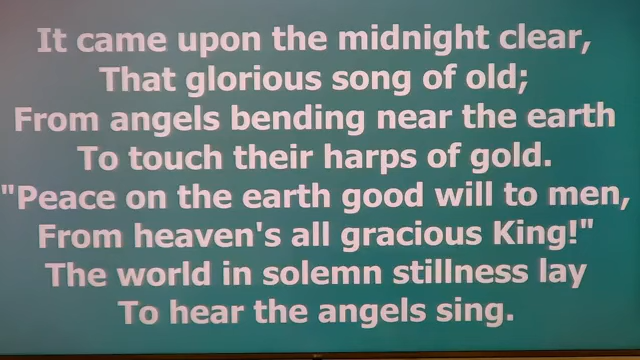 It came upon the midnight clear,
That glorious song of old;
From angels bending near the earth
To touch their harps of gold.
"Peace on the earth good will to men,
From heaven's all gracious King!"
The world in solemn stillness lay
To hear the angels sing.